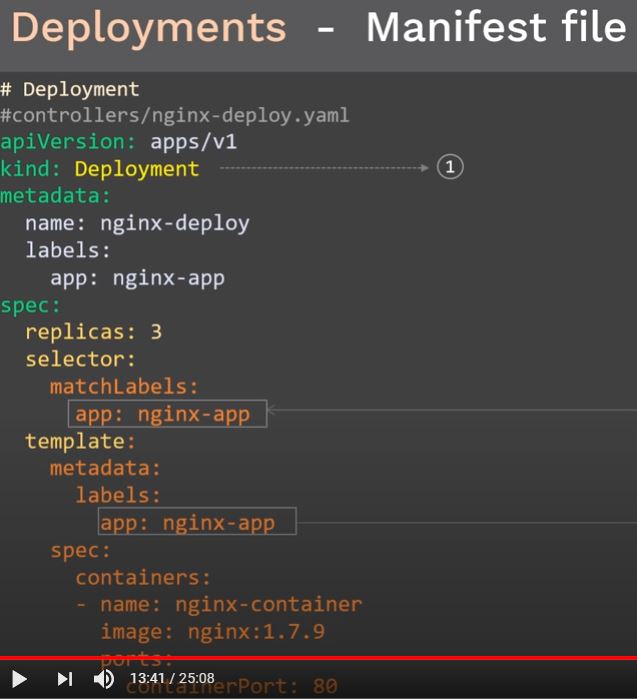 Deployments - Manifest file
# Deployment
#controllers/nginx-deploy.yaml
apiVersion: apps/v1
kind: Deployment 1
metadata:
  name: nginx-deploy
  labels:
    app: nginx-app
spec:
  replicas: 3
  selector:
    matchLabels:
      app: nginx-app
  template:
    metadata:
      labels:
        app: nginx-app
    spec:
      containers:
      - name: nginx-container
        image: nginx:1.7.9
        ports:
13:41 / 25:08
        - containerPort: 80